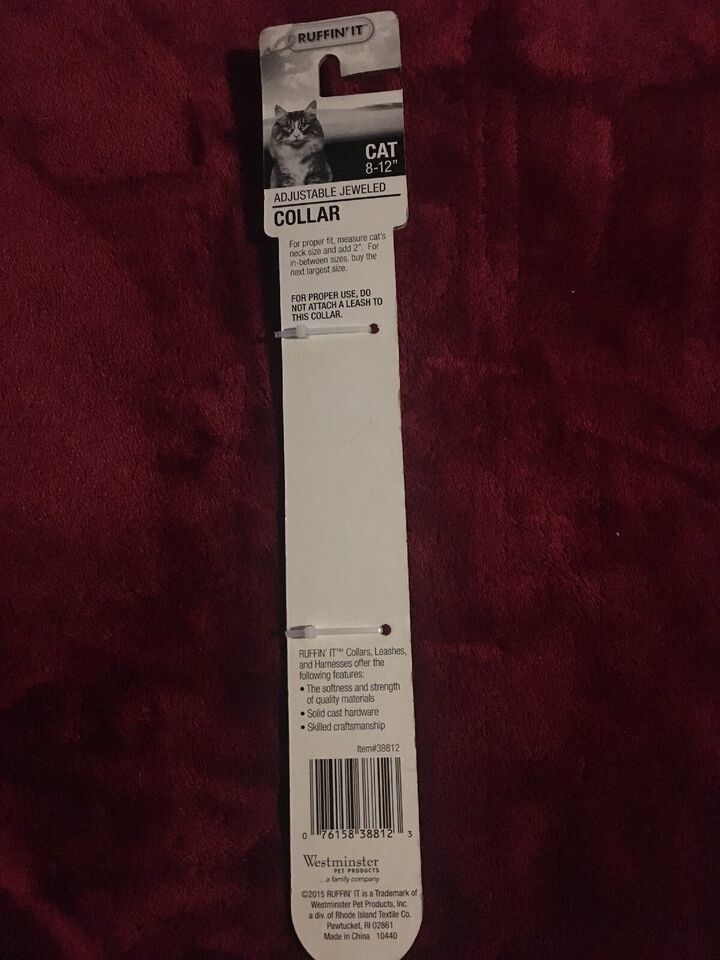 RUFFIN' IT™
CAT
8-12"
ADJUSTABLE JEWELED
COLLAR
For proper fit, measure cat's
neck size and add 2". For
in-between sizes, buy the
next largest size.
FOR PROPER USE, DO
NOT ATTACH A LEASH TO
THIS COLLAR.
RUFFIN' IT™ Collars, Leashes,
and Harnesses offer the
following features:
• The softness and strength
of quality materials
• Solid cast hardware
• Skilled craftsmanship
Item#38812
0 76158 38812 3
Westminster
PET PRODUCTS
...a family company
©2015 RUFFIN' IT is a Trademark of
Westminster Pet Products, Inc.
a div. of Rhode Island Textile Co.
Pawtucket, RI 02861
Made in China 10440